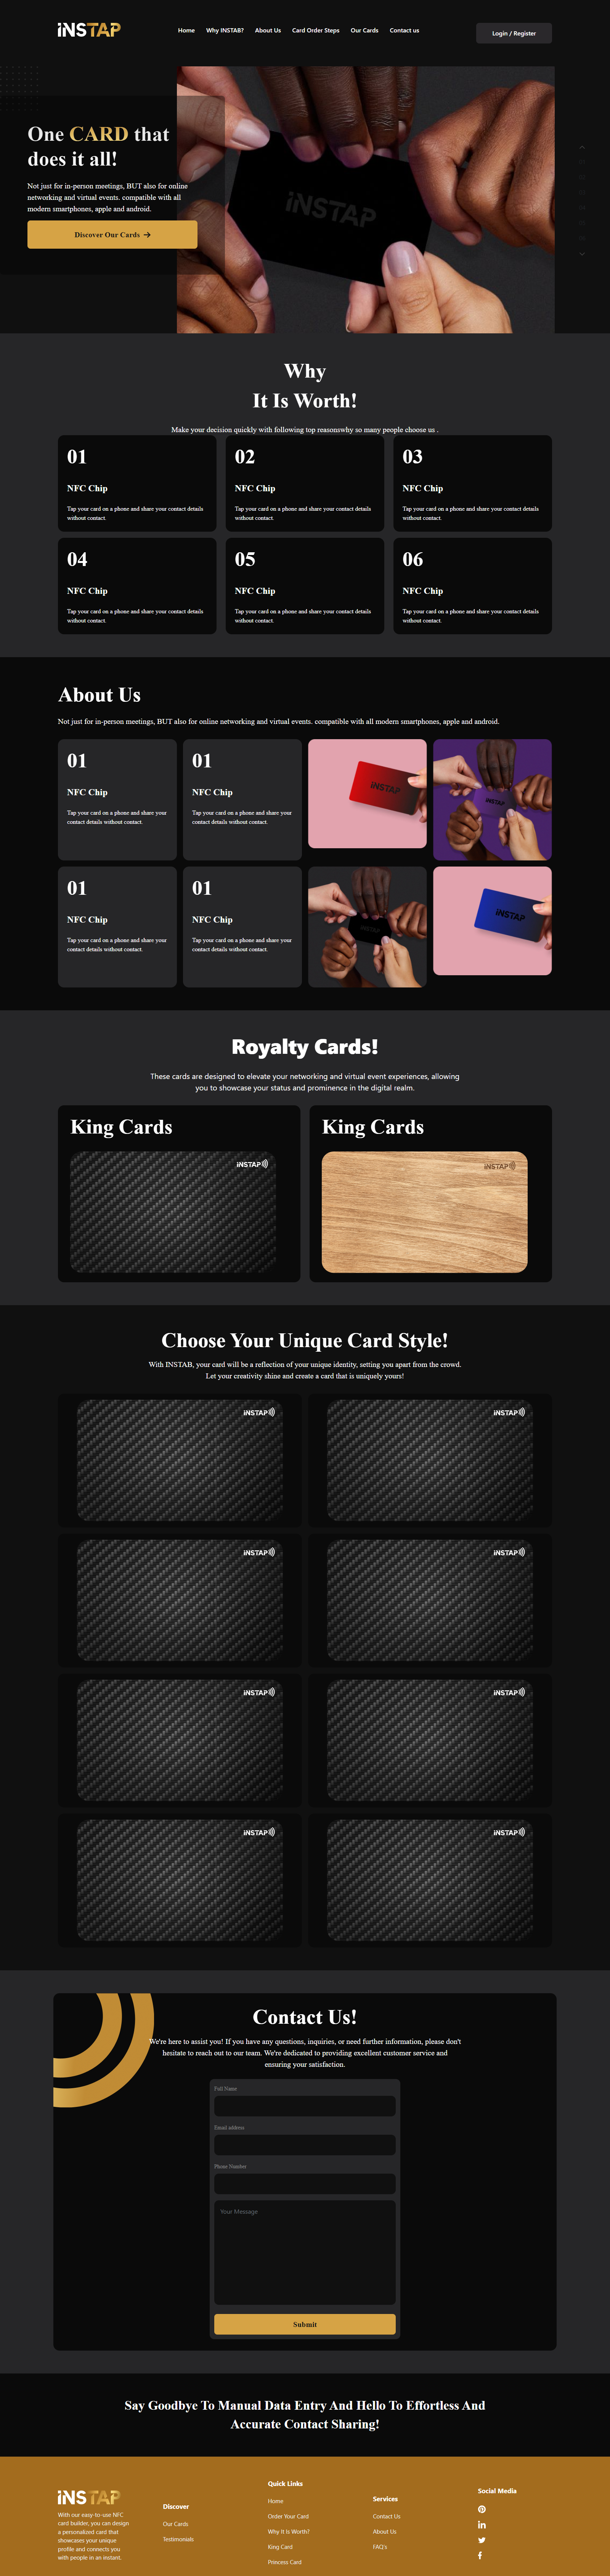 iNSTAP
Home Why INSTAB? About Us Card Order Steps Our Cards Contact us
Login / Register
One CARD that
does it all!
Not just for in-person meetings, BUT also for online
networking and virtual events. compatible with all
modern smartphones, apple and android.
Discover Our Cards →
iNSTAP
Why
It Is Worth!
Make your decision quickly with following top reasonswhy so many people choose us .
01
NFC Chip
Tap your card on a phone and share your contact details
without contact.
02
NFC Chip
Tap your card on a phone and share your contact details
without contact.
03
NFC Chip
Tap your card on a phone and share your contact details
without contact.
04
NFC Chip
Tap your card on a phone and share your contact details
without contact.
05
NFC Chip
Tap your card on a phone and share your contact details
without contact.
06
NFC Chip
Tap your card on a phone and share your contact details
without contact.
About Us
Not just for in-person meetings, BUT also for online networking and virtual events. compatible with all modern smartphones, apple and android.
01
NFC Chip
Tap your card on a phone and share your
contact details without contact.
01
NFC Chip
Tap your card on a phone and share your
contact details without contact.
iNSTAP
iNSTAP
01
NFC Chip
Tap your card on a phone and share your
contact details without contact.
01
NFC Chip
Tap your card on a phone and share your
contact details without contact.
iNSTAP
Royalty Cards!
These cards are designed to elevate your networking and virtual event experiences, allowing
you to showcase your status and prominence in the digital realm.
King Cards
iNSTAP
King Cards
iNSTAP
Choose Your Unique Card Style!
With INSTAB, your card will be a reflection of your unique identity, setting you apart from the crowd.
Let your creativity shine and create a card that is uniquely yours!
iNSTAP
iNSTAP
iNSTAP
iNSTAP
iNSTAP
iNSTAP
iNSTAP
iNSTAP
Contact Us!
We're here to assist you! If you have any questions, inquiries, or need further information, please don't
hesitate to reach out to our team. We're dedicated to providing excellent customer service and
ensuring your satisfaction.
Full Name
Email address
Phone Number
Your Message
Submit
Say Goodbye To Manual Data Entry And Hello To Effortless And
Accurate Contact Sharing!
iNSTAP
With our easy-to-use NFC
card builder, you can design
a personalized card that
showcases your unique
profile and connects you
with people in an instant.
Discover
Our Cards
Testimonials
Quick Links
Home
Order Your Card
Why It Is Worth?
King Card
Princess Card
Services
Contact Us
About Us
FAQ's
Social Media